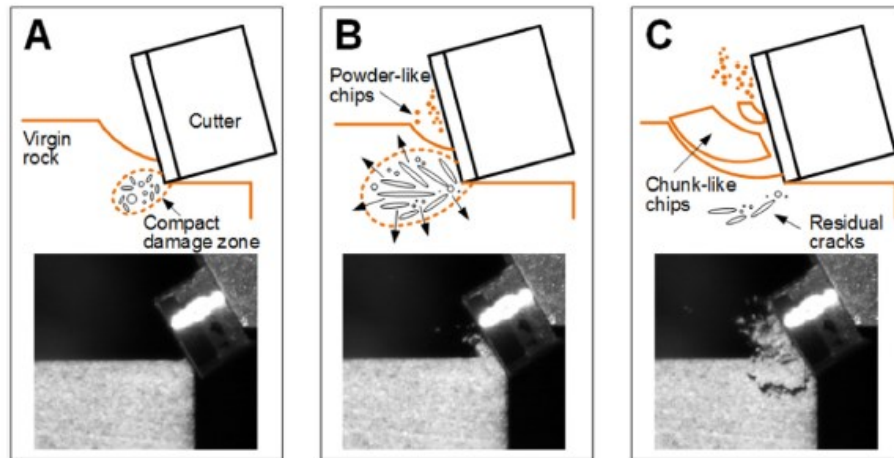 A
Virgin
rock
Cutter
Compact
damage zone
B
Powder-like
chips
C
Chunk-like
chips
Residual
cracks